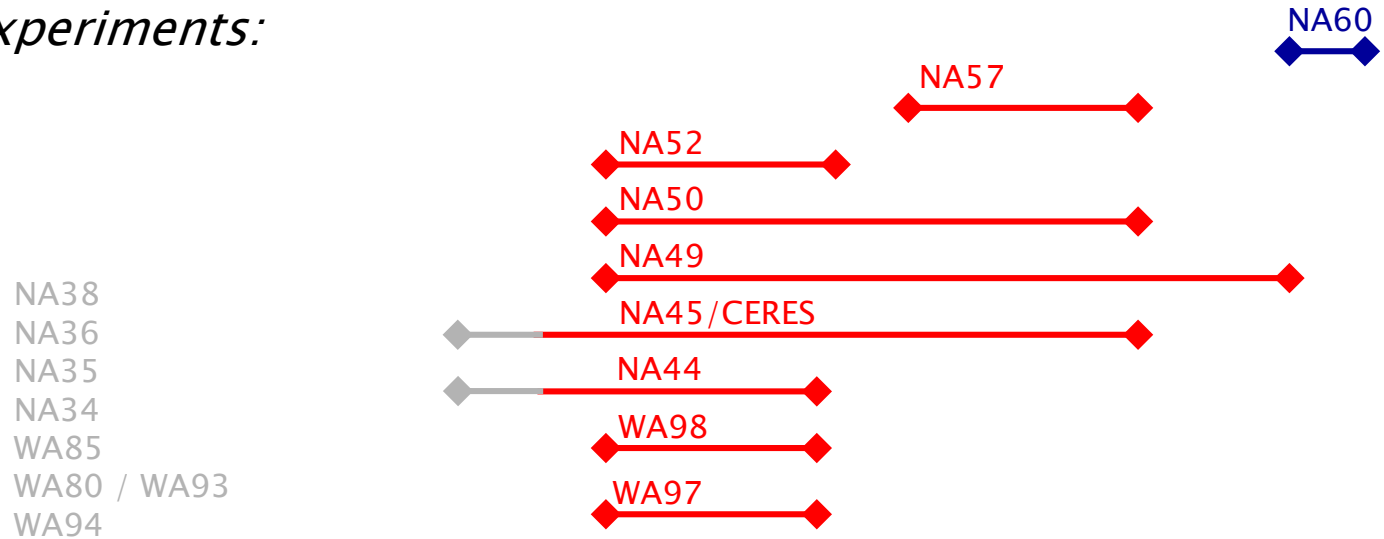 xperiments:
NA60
NA57
NA52
NA50
NA49
NA45/CERES
NA44
WA98
WA97
NA38
NA36
NA35
NA34
WA85
WA80 / WA93
WA94